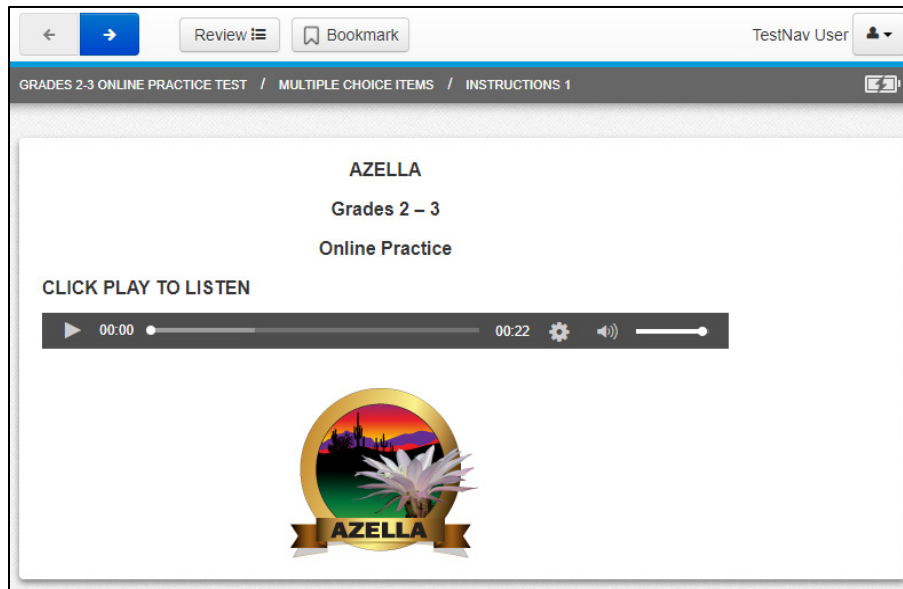 Review Bookmark TestNav User
GRADES 2-3 ONLINE PRACTICE TEST / MULTIPLE CHOICE ITEMS / INSTRUCTIONS 1
AZELLA
Grades 2 – 3
Online Practice
CLICK PLAY TO LISTEN
00:00 00:22
AZELLA